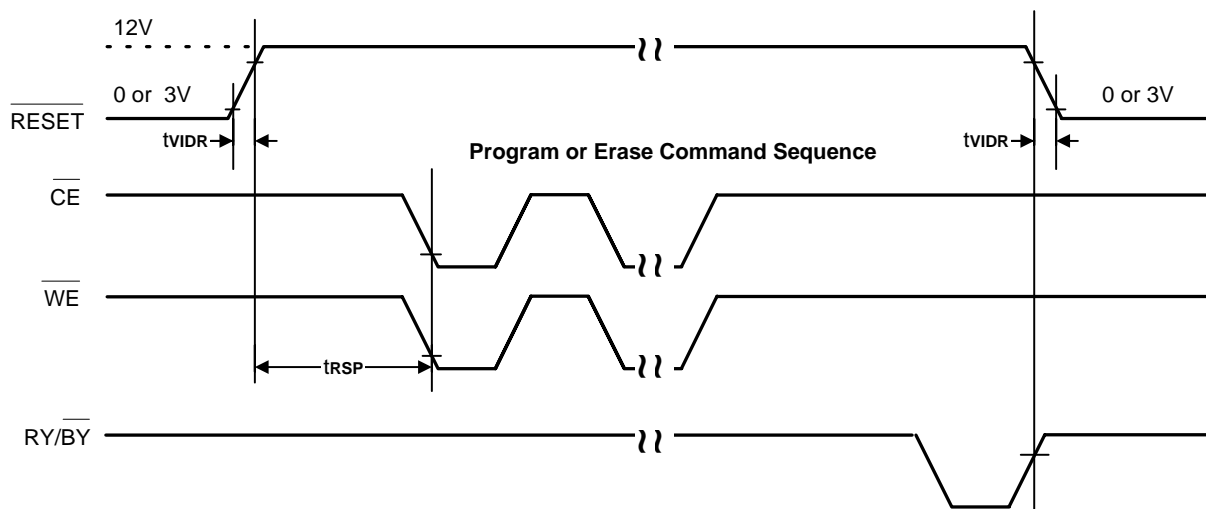 12V
0 or 3V
0 or 3V
RESET
tVIDR
tVIDR
Program or Erase Command Sequence
CE
WE
tRSP
RY/BY